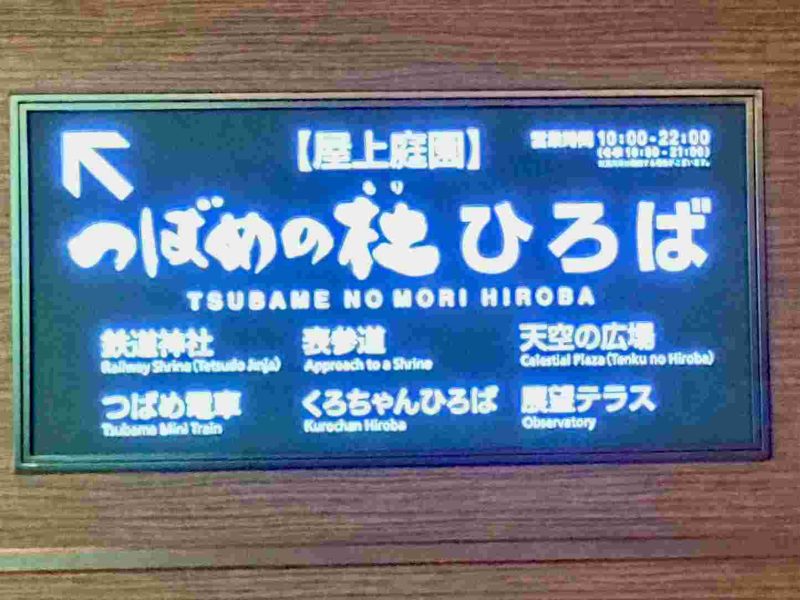 【屋上庭園】
営業時間 10:00-22:00
もり
つばめの杜ひろば
TSUBAME NO MORI HIROBA
鉄道神社 表参道 天空の広場
Railway Shrine (Tetsudo Jinja) Approach to a Shrine Celestial Plaza (Tenku no Hiroba)
つばめ電車 くろちゃんひろば 展望テラス
Tsubame Mini Train Kurochan Hiroba Observatory